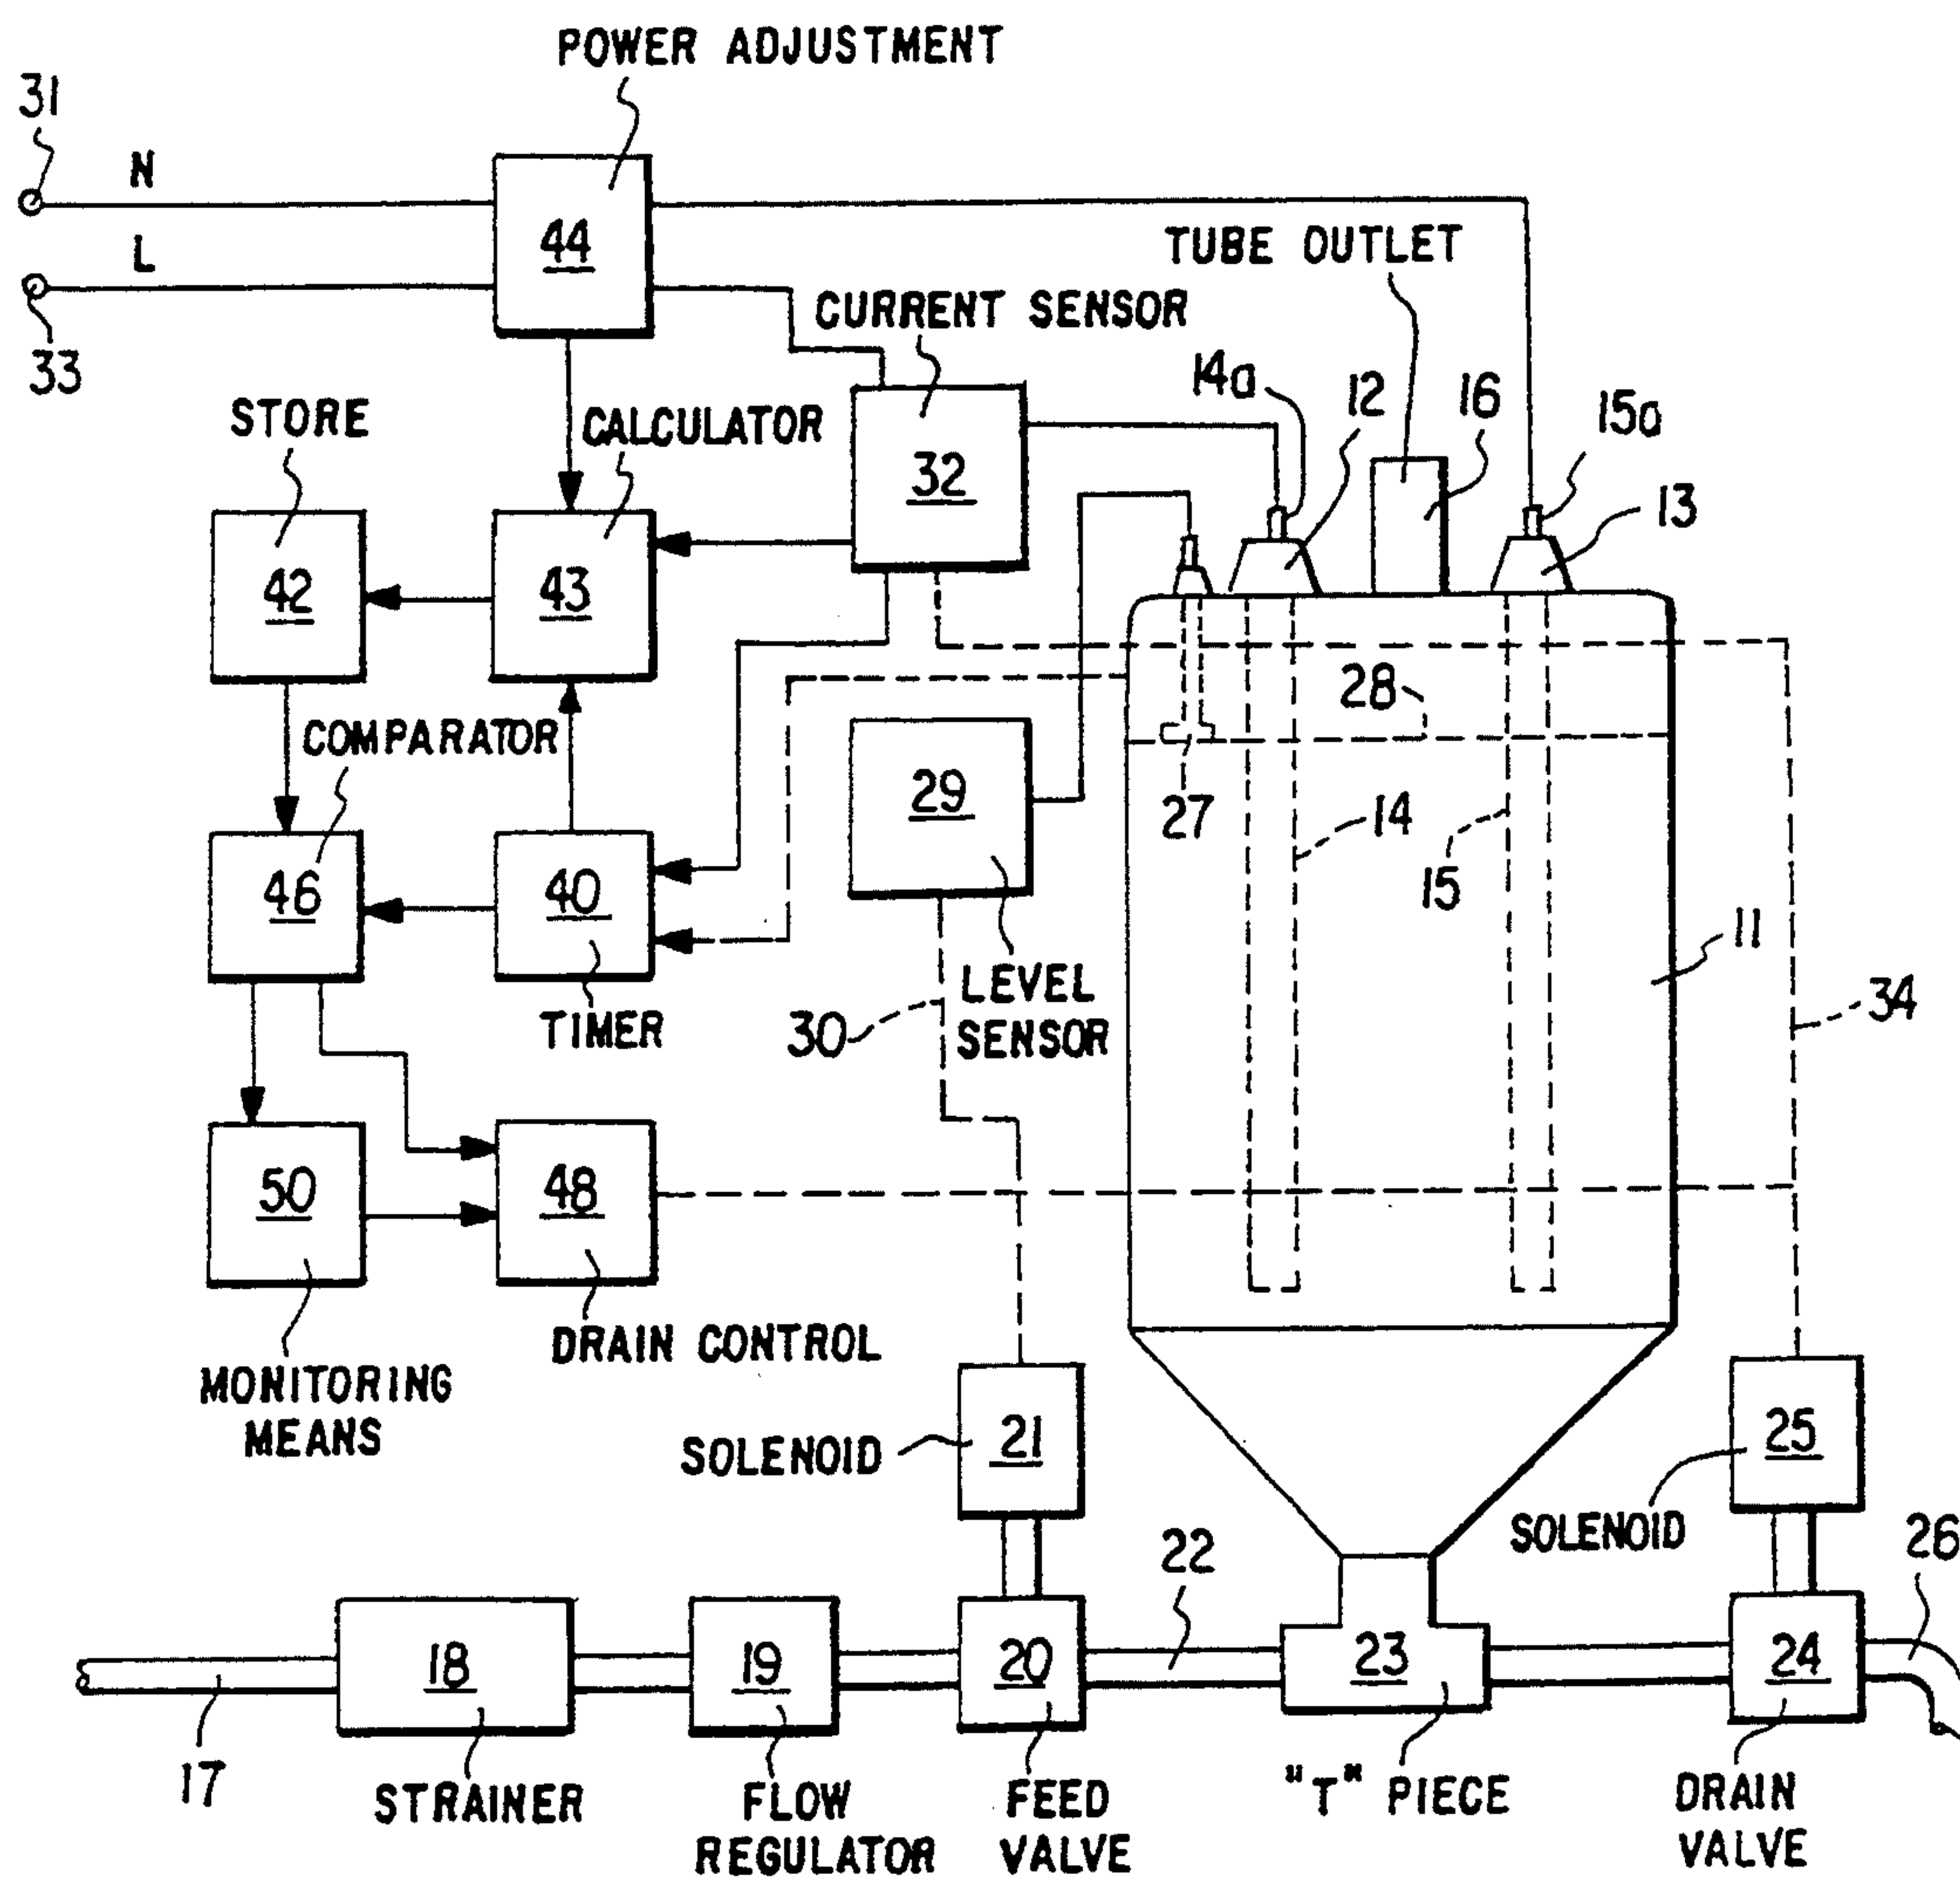 POWER ADJUSTMENT
31
N
44
L
33
TUBE OUTLET
CURRENT SENSOR
14a
12
16
15a
STORE
CALCULATOR
32
13
42
43
28
COMPARATOR
29
27
14
15
46
40
11
LEVEL
SENSOR
30
34
TIMER
50
48
DRAIN CONTROL
MONITORING
MEANS
SOLENOID
21
25
SOLENOID
22
26
18
19
20
23
24
17
STRAINER
FLOW
REGULATOR
FEED
VALVE
"T" PIECE
DRAIN
VALVE